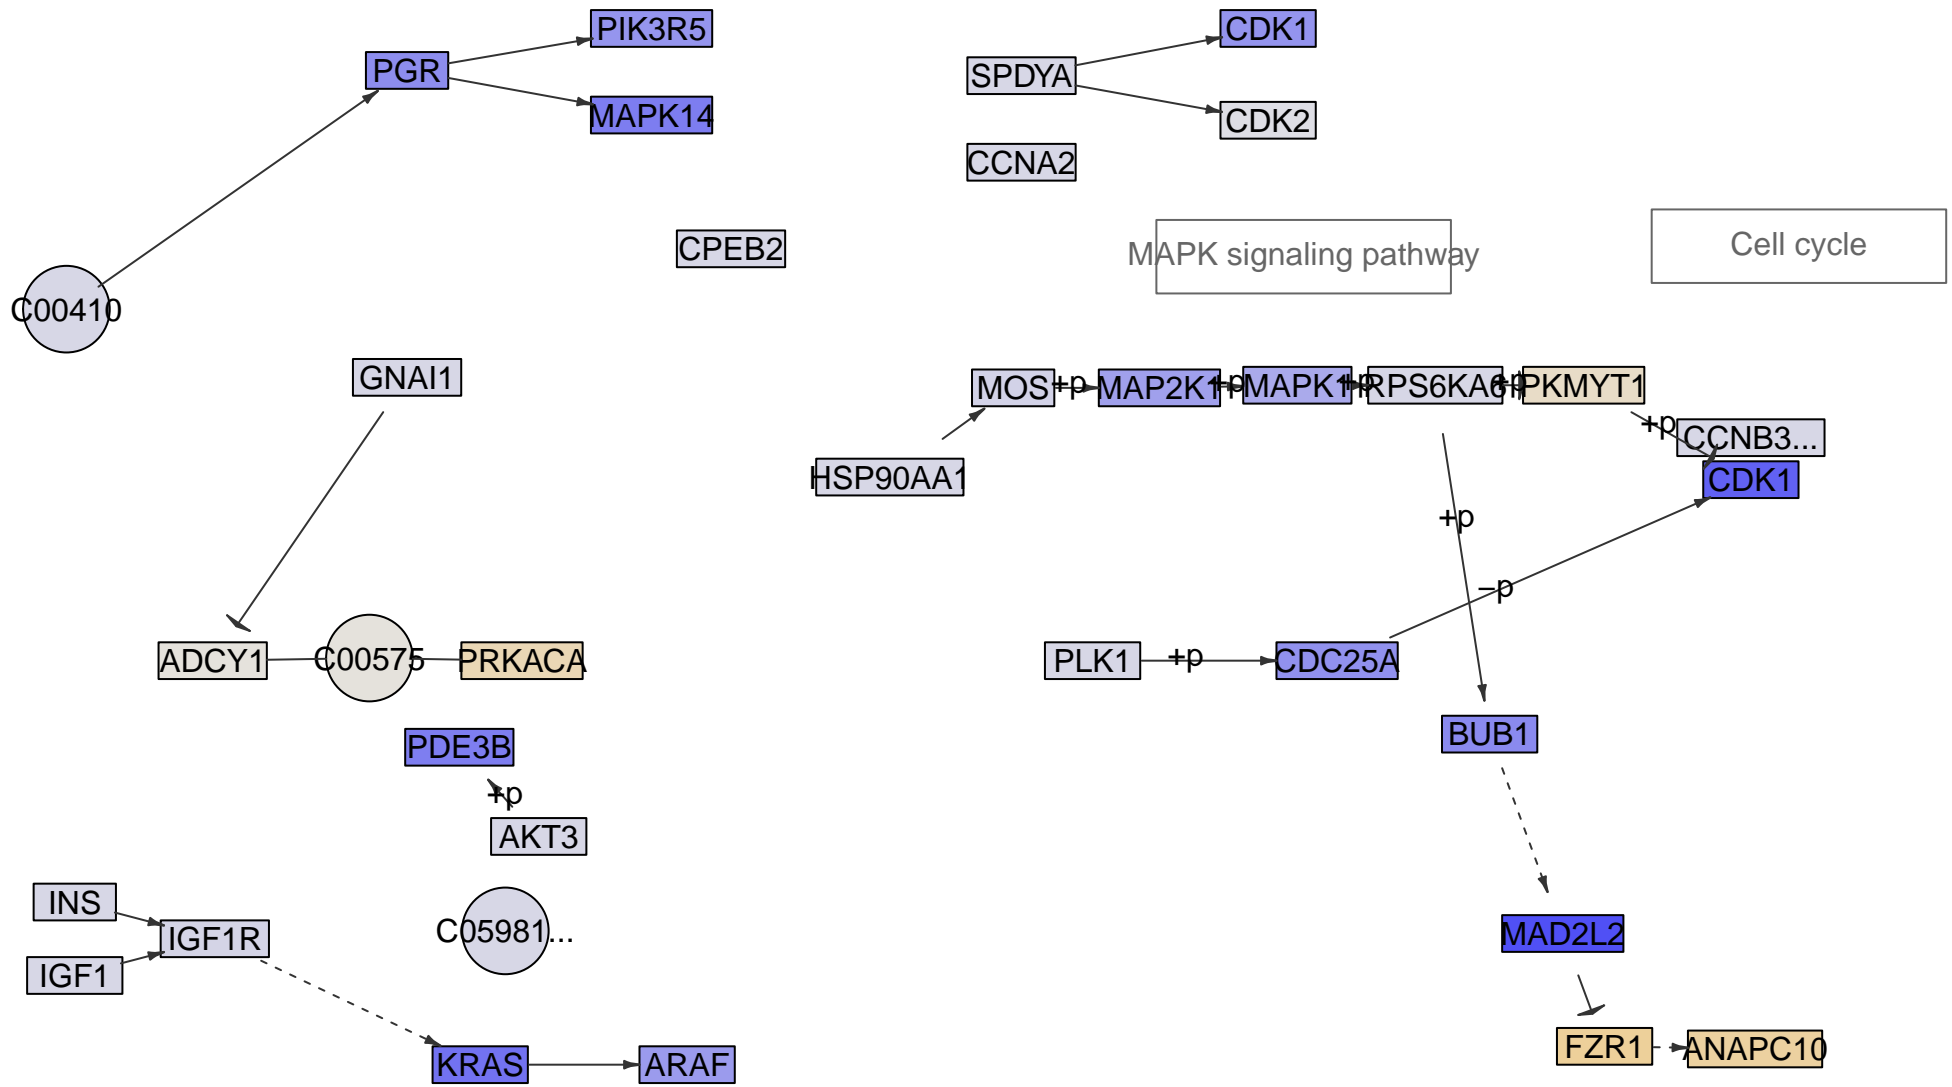 PIK3R5
CDK1
PGR
SPDYA
MAPK14
CDK2
CCNA2
CPEB2
MAPK signaling pathway
Cell cycle
C00410
GNAI1
MOS
+p
MAP2K1
+p
MAPK1
+p
RPS6KA6
+p
PKMYT1
+p
CCNB3...
HSP90AA1
CDK1
+p
–p
ADCY1
C00575
PRKACA
PLK1
+p
CDC25A
BUB1
PDE3B
+p
AKT3
INS
IGF1R
C05981...
MAD2L2
IGF1
KRAS
ARAF
FZR1
ANAPC10